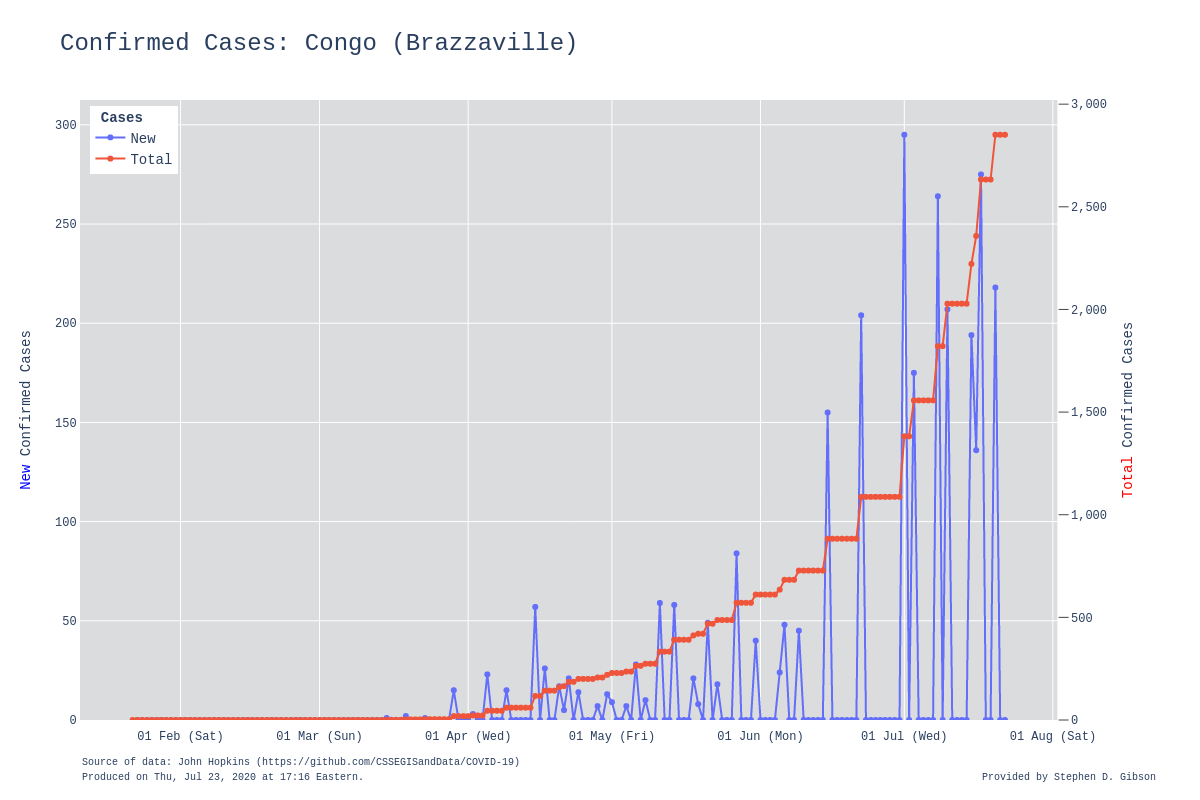 Confirmed Cases: Congo (Brazzaville)
Cases
New
Total
300
250
200
150
100
50
0
3,000
2,500
2,000
1,500
1,000
500
0
New Confirmed Cases
Total Confirmed Cases
01 Feb (Sat)
01 Mar (Sun)
01 Apr (Wed)
01 May (Fri)
01 Jun (Mon)
01 Jul (Wed)
01 Aug (Sat)
Source of data: John Hopkins (https://github.com/CSSEGISandData/COVID-19)
Produced on Thu, Jul 23, 2020 at 17:16 Eastern.
Provided by Stephen D. Gibson